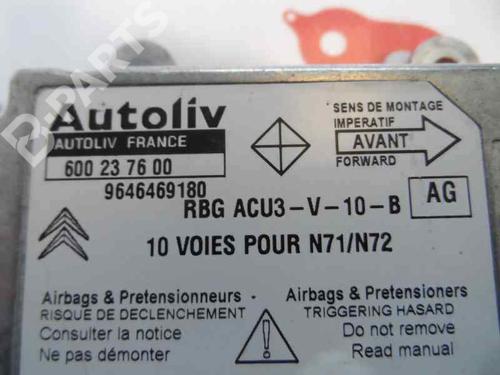 B-PARTS
Autoliv
AUTOLIV FRANCE
600 23 76 00
9646469180
SENS DE MONTAGE
IMPERATIF
AVANT
FORWARD
RBG ACU3-V-10-B
AG
10 VOIES POUR N71/N72
Airbags & Pretensionneurs
RISQUE DE DECLENCHEMENT
Consulter la notice
Ne pas démonter
Airbags & Pretensioners
TRIGGERING HASARD
Do not remove
Read manual